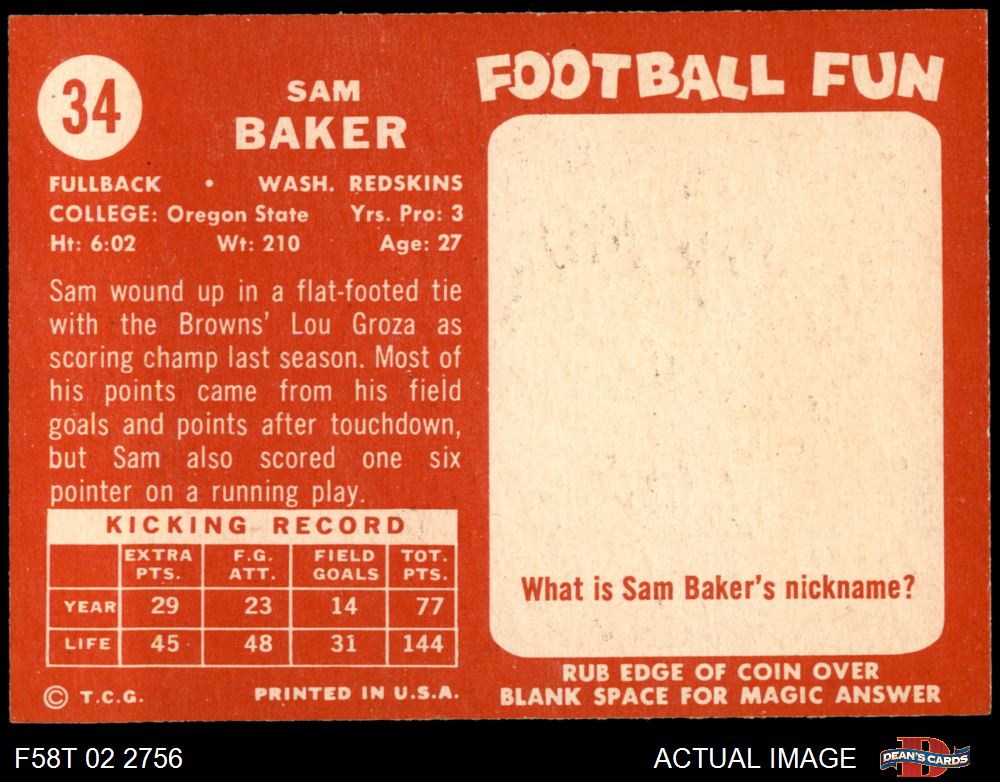 34
SAM
BAKER
FULLBACK • WASH. REDSKINS
COLLEGE: Oregon State Yrs. Pro: 3
Ht: 6:02 Wt: 210 Age: 27
Sam wound up in a flat-footed tie
with the Browns' Lou Groza as
scoring champ last season. Most of
his points came from his field
goals and points after touchdown,
but Sam also scored one six
pointer on a running play.
KICKING RECORD
EXTRA PTS. F.G. ATT. FIELD GOALS TOT. PTS.
YEAR 29 23 14 77
LIFE 45 48 31 144
© T.C.G. PRINTED IN U.S.A.
FOOTBALL FUN
What is Sam Baker's nickname?
RUB EDGE OF COIN OVER
BLANK SPACE FOR MAGIC ANSWER
F58T 02 2756 ACTUAL IMAGE
D
DEAN'S CARDS